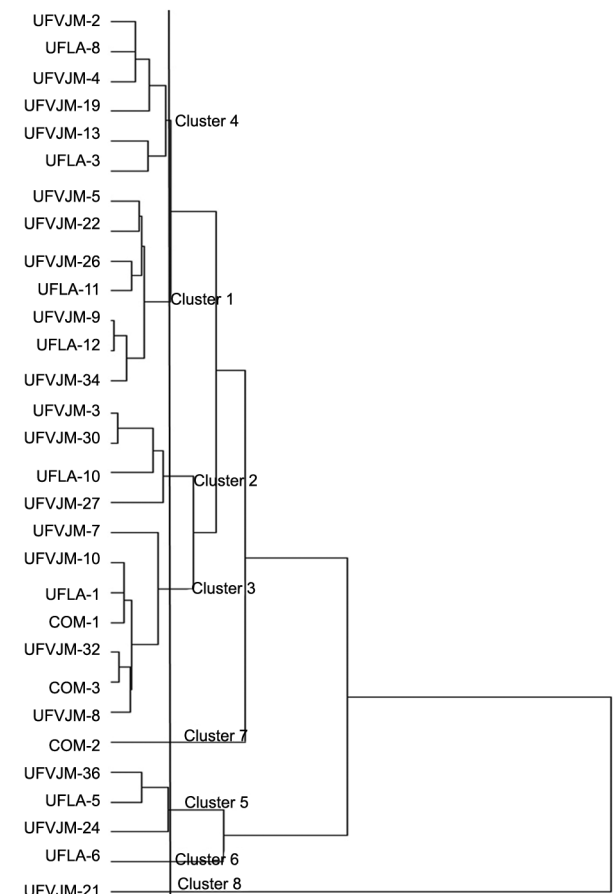 UFVJM-2
UFLA-8
UFVJM-4
UFVJM-19
Cluster 4
UFVJM-13
UFLA-3
UFVJM-5
UFVJM-22
UFVJM-26
UFLA-11
Cluster 1
UFVJM-9
UFLA-12
UFVJM-34
UFVJM-3
UFVJM-30
UFLA-10
Cluster 2
UFVJM-27
UFVJM-7
UFVJM-10
Cluster 3
UFLA-1
COM-1
UFVJM-32
COM-3
UFVJM-8
Cluster 7
COM-2
UFVJM-36
UFLA-5
Cluster 5
UFVJM-24
UFLA-6
Cluster 6
Cluster 8
UFVJM-21